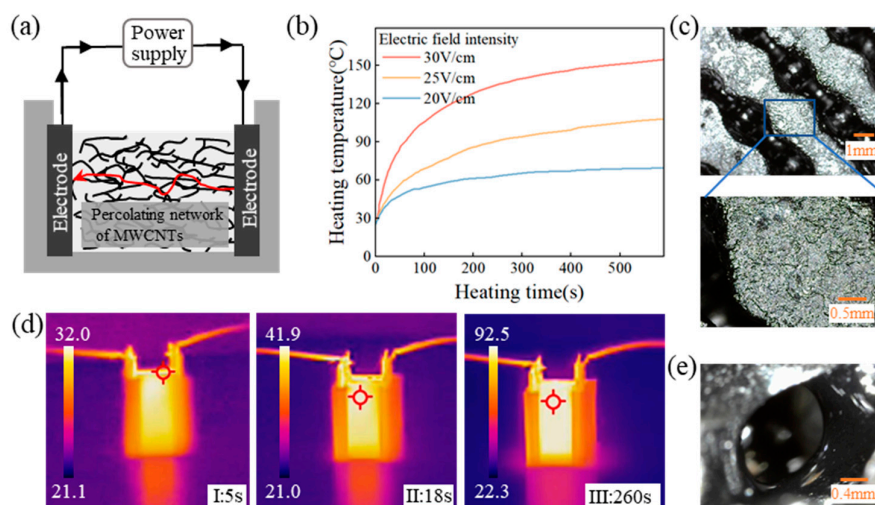 (a)
Power
supply
Electrode
Electrode
Percolating network
of MWCNTs
(b)
Heating temperature(°C)
150
120
90
60
30
0
Electric field intensity
30V/cm
25V/cm
20V/cm
0 100 200 300 400 500
Heating time(s)
(c)
1mm
0.5mm
(d)
32.0
21.1
I:5s
41.9
21.0
II:18s
92.5
22.3
III:260s
(e)
0.4mm